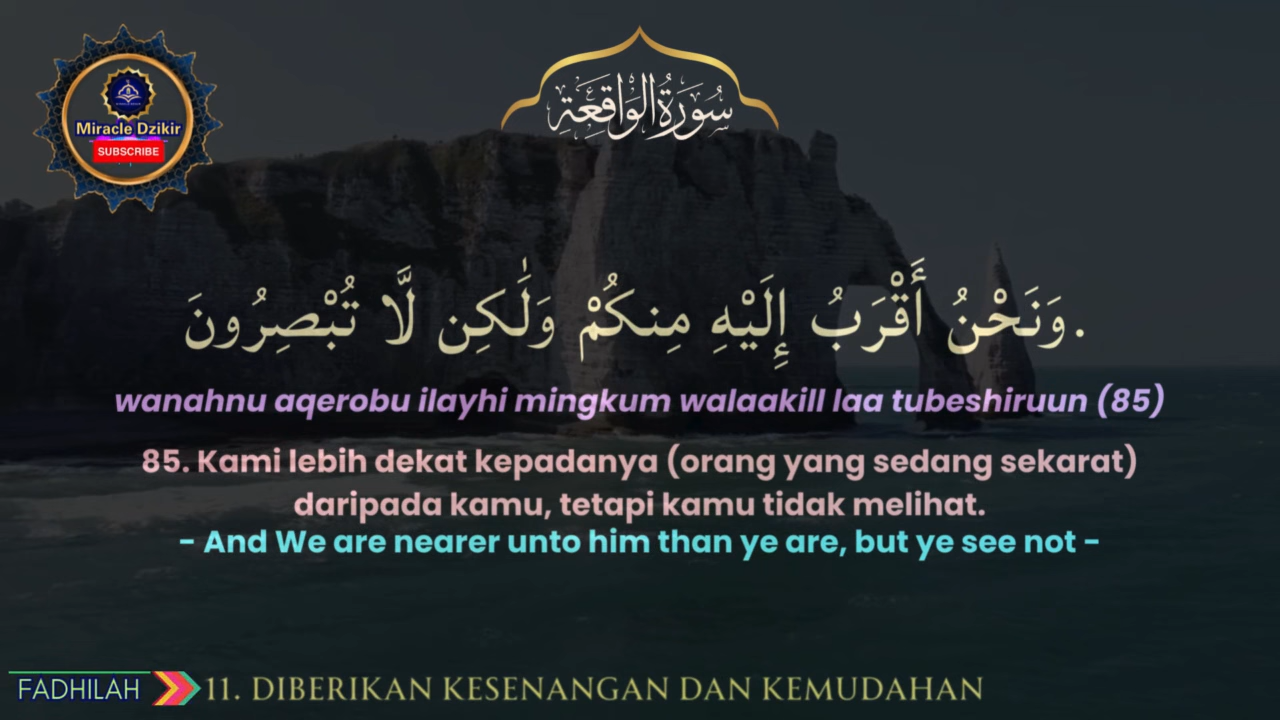 Miracle Dzikir
SUBSCRIBE
سُورَةُ الْوَاقِعَةِ
.وَنَحْنُ أَقْرَبُ إِلَيْهِ مِنكُمْ وَلَٰكِن لَّا تُبْصِرُونَ
wanahnu aqerobu ilayhi mingkum walaakill laa tubeshiruun (85)
85. Kami lebih dekat kepadanya (orang yang sedang sekarat)
daripada kamu, tetapi kamu tidak melihat.
- And We are nearer unto him than ye are, but ye see not -
FADHILAH 11. DIBERIKAN KESENANGAN DAN KEMUDAHAN